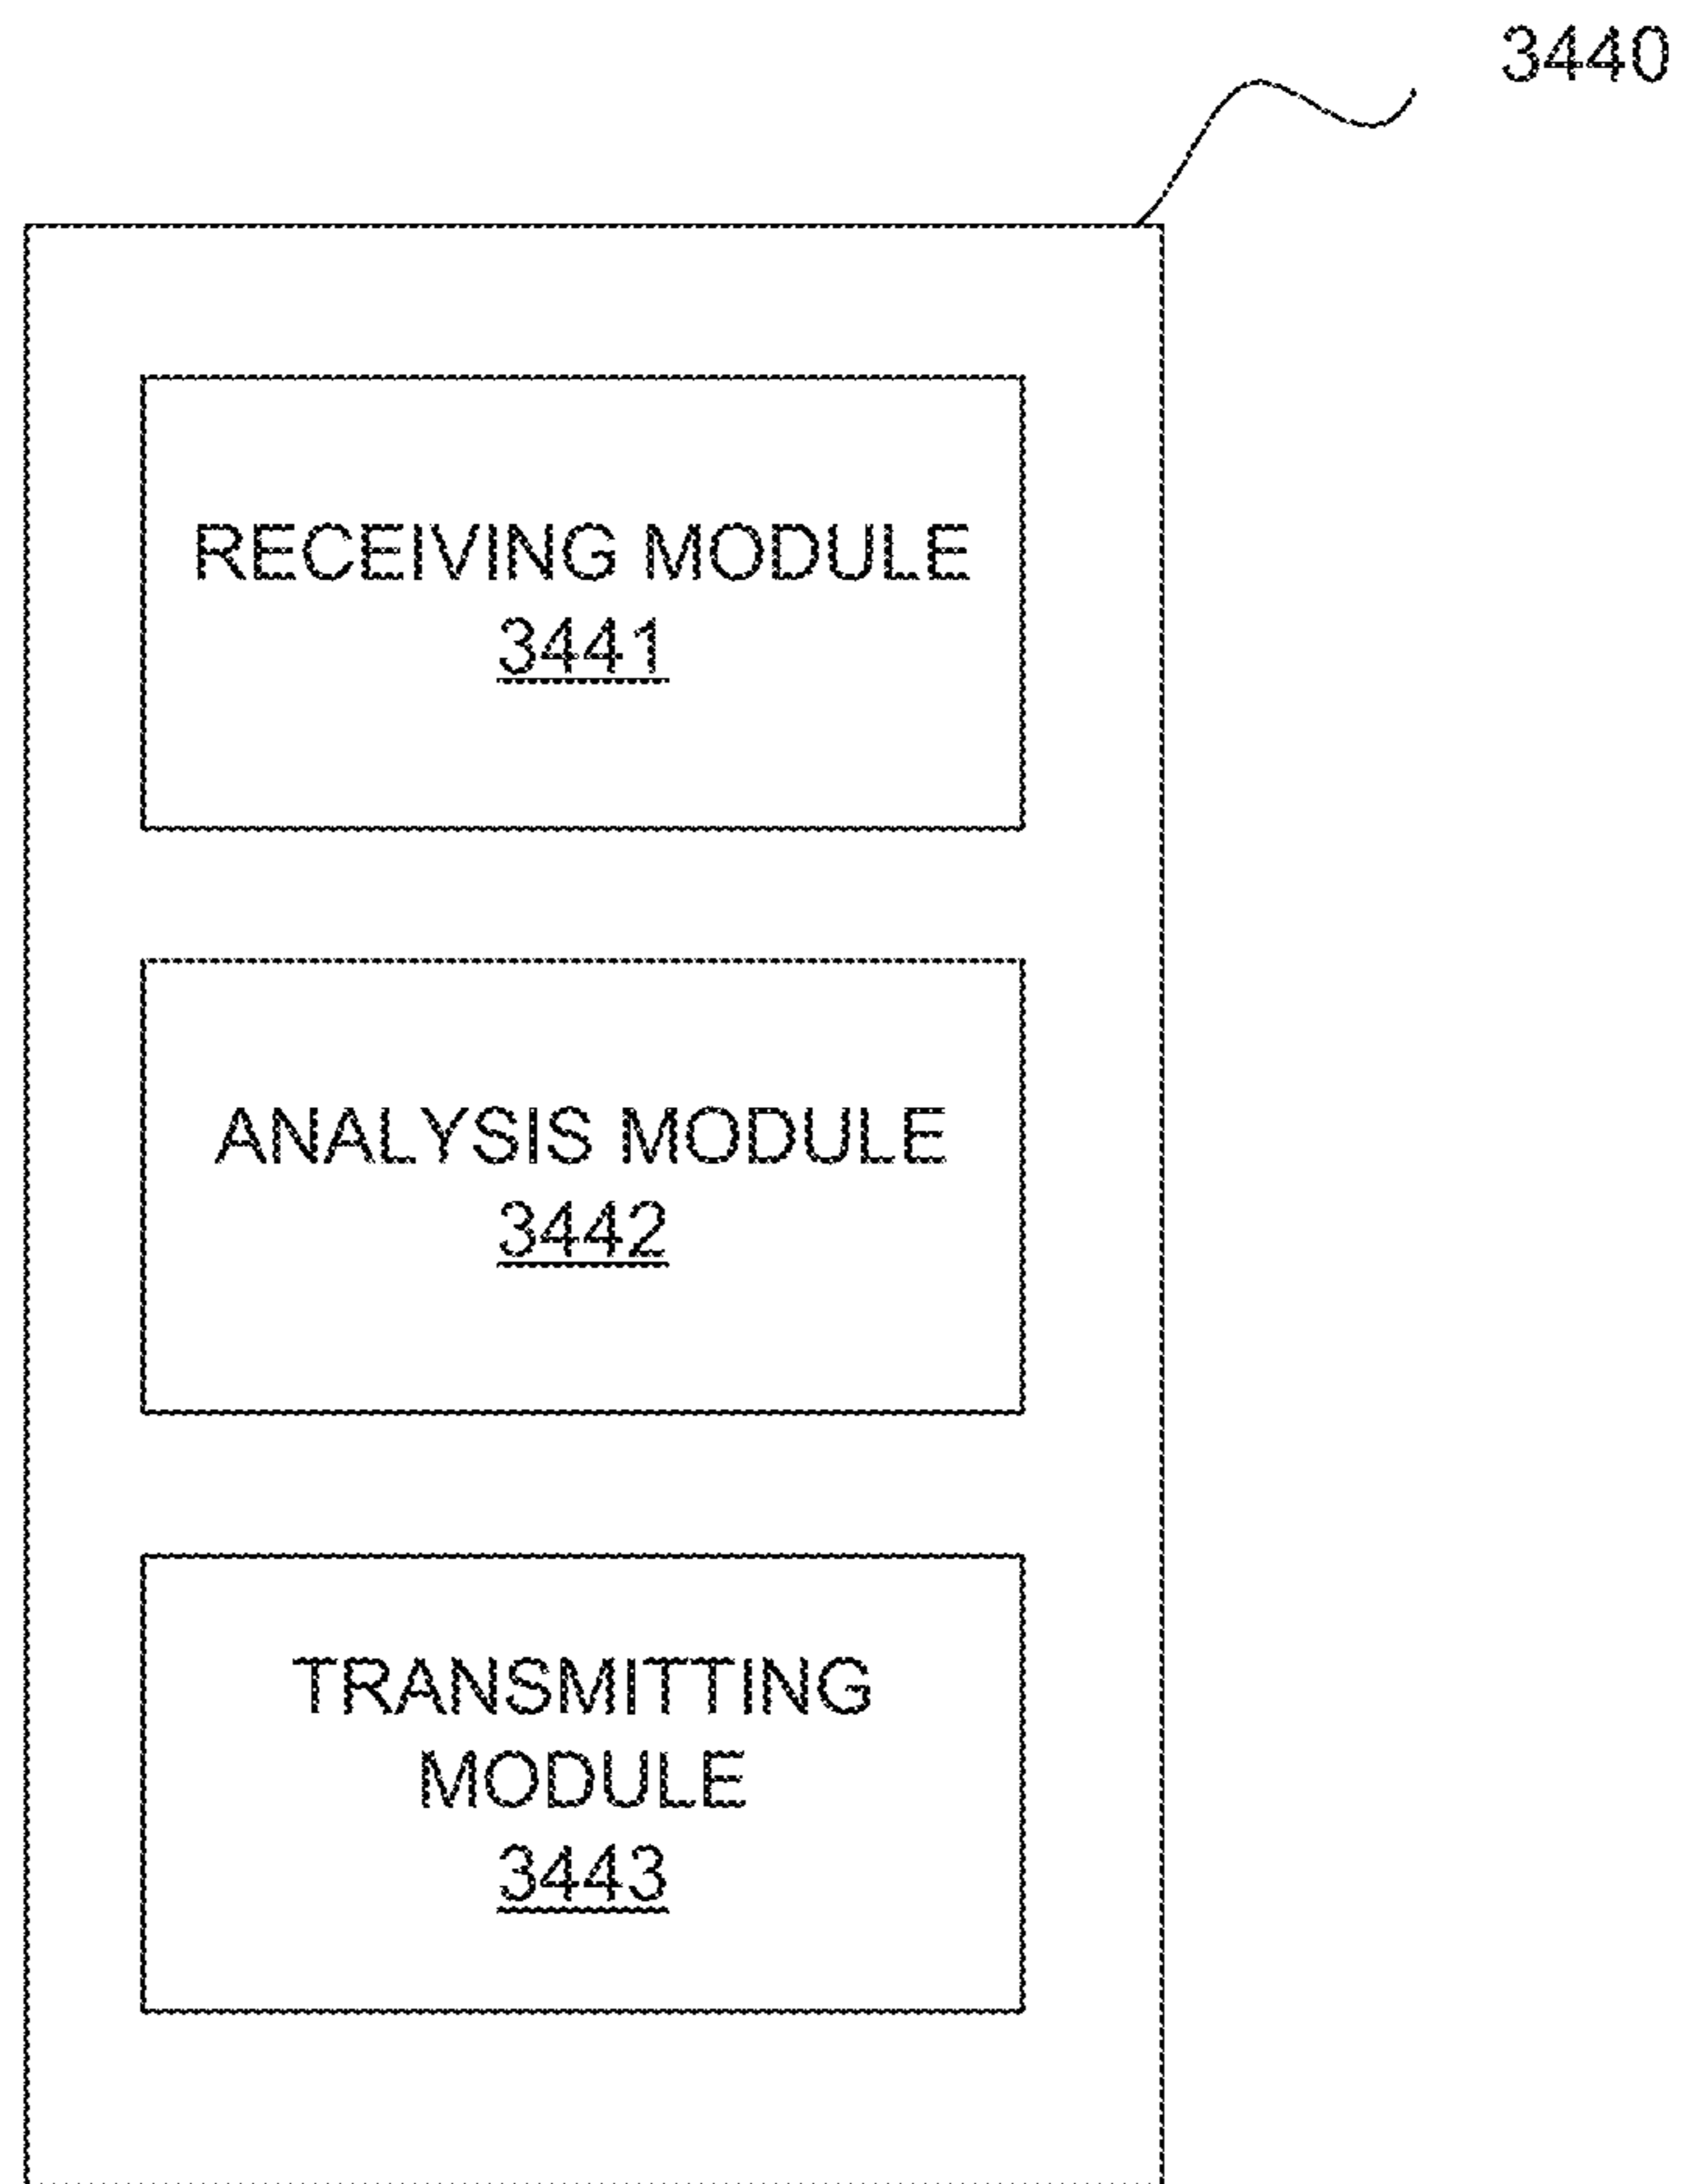 3440
RECEIVING MODULE
3441
ANALYSIS MODULE
3442
TRANSMITTING
MODULE
3443